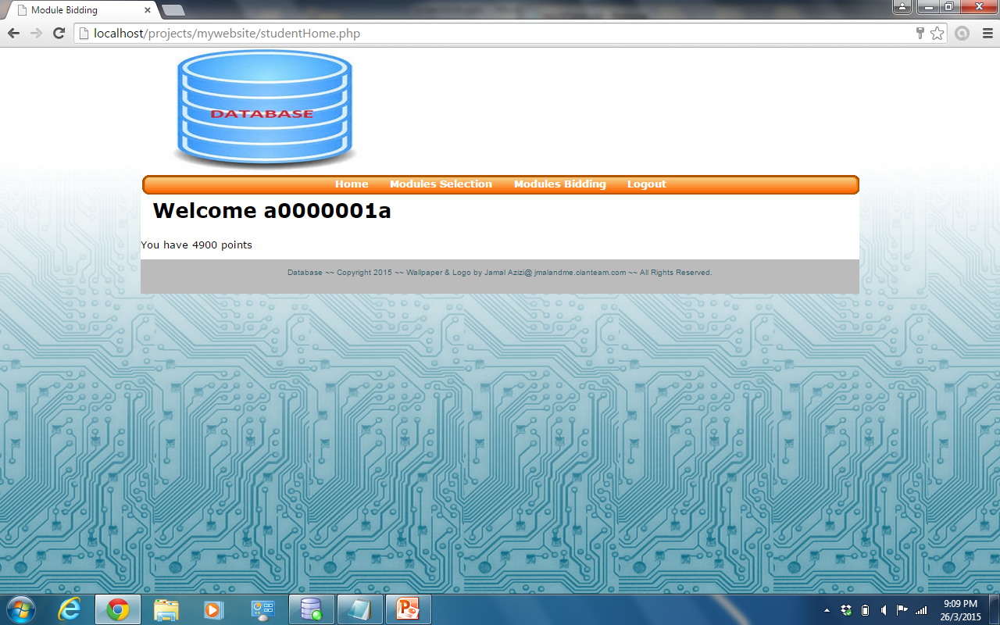 Module Bidding
localhost/projects/mywebsite/studentHome.php
DATABASE
Home Modules Selection Modules Bidding Logout
Welcome a0000001a
You have 4900 points
Database ~~ Copyright 2015 ~~ Wallpaper & Logo by Jamal Azizi@ jmalandme.clanteam.com ~~ All Rights Reserved.
9:09 PM
26/3/2015